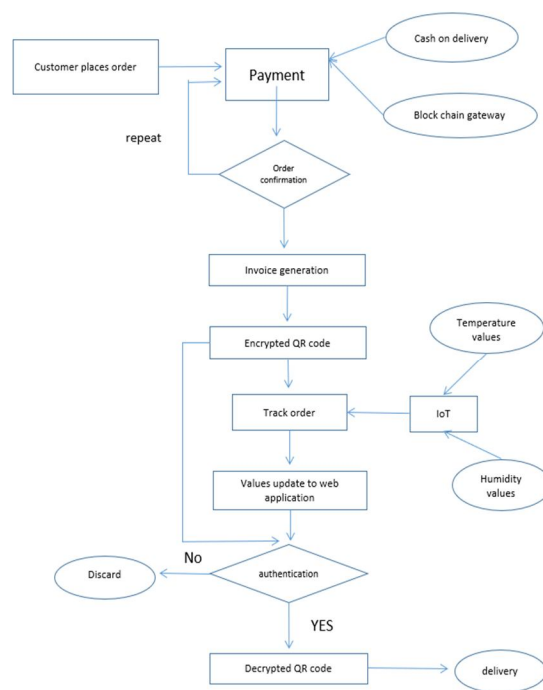 Cash on delivery
Customer places order
Payment
Block chain gateway
repeat
Order
confirmation
Invoice generation
Temperature
values
Encrypted QR code
Track order
IoT
Values update to web
application
Humidity
values
No
Discard
authentication
YES
Decrypted QR code
delivery